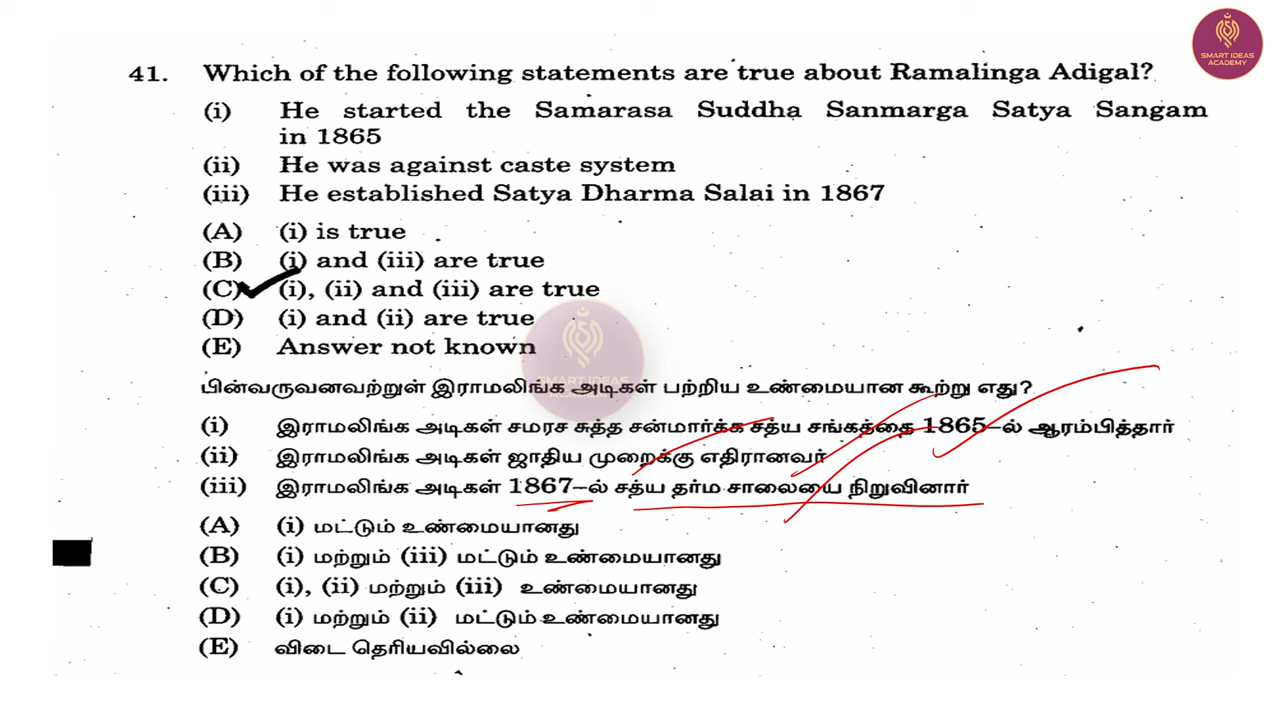 SMART IDEAS
ACADEMY
41. Which of the following statements are true about Ramalinga Adigal?
(i) He started the Samarasa Suddha Sanmarga Satya Sangam
in 1865
(ii) He was against caste system
(iii) He established Satya Dharma Salai in 1867
(A) (i) is true
(B) (i) and (iii) are true
(C) (i), (ii) and (iii) are true
(D) (i) and (ii) are true
(E) Answer not known
SMART IDEAS
பின்வருவனவற்றுள் இராமலிங்க அடிகள் பற்றிய உண்மையான கூற்று எது?
(i) இராமலிங்க அடிகள் சமரச சுத்த சன்மார்க்க சத்ய சங்கத்தை 1865–ல் ஆரம்பித்தார்
(ii) இராமலிங்க அடிகள் ஜாதிய முறைக்கு எதிரானவர்
(iii) இராமலிங்க அடிகள் 1867–ல் சத்ய தர்ம சாலையை நிறுவினார்
(A) (i) மட்டும் உண்மையானது
(B) (i) மற்றும் (iii) மட்டும் உண்மையானது
(C) (i), (ii) மற்றும் (iii) உண்மையானது
(D) (i) மற்றும் (ii) மட்டும் உண்மையானது
(E) விடை தெரியவில்லை